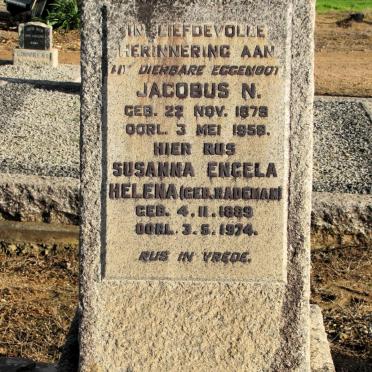 IN LIEFDEVOLLE
HERINNERING AAN
MY DIERBARE EGGENOOT
JACOBUS N.
GEB. 22 NOV. 1879
OORL. 3 MEI 1958.
HIER RUS
SUSANNA ENGELA
HELENA (GEB. RADEMAN)
GEB. 4.11.1899
OORL. 3.5.1974.
RUS IN VREDE.